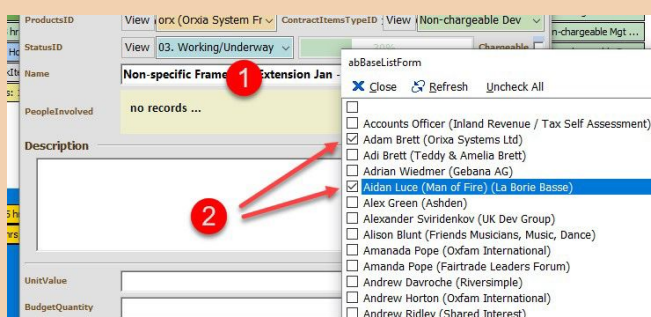 ProductsID
View
orx (Orxia System Fr
ContractItemsTypeID
View
Non-chargeable Dev
n-chargeable Mgt ...
StatusID
View
03. Working/Underway
70%
Chargeable
Name
Non-specific Frame
Extension Jan -
1
PeopleInvolved
no records ...
Description
2
UnitValue
BudgetQuantity
abBaseListForm
Close
Refresh
Uncheck All
Accounts Officer (Inland Revenue / Tax Self Assessment)
Adam Brett (Orixa Systems Ltd)
Adi Brett (Teddy & Amelia Brett)
Adrian Wiedmer (Gebana AG)
Aidan Luce (Man of Fire) (La Borie Basse)
Alex Green (Ashden)
Alexander Sviridenkov (UK Dev Group)
Alison Blunt (Friends Musicians, Music, Dance)
Amanada Pope (Oxfam International)
Amanda Pope (Fairtrade Leaders Forum)
Andrew Davroche (Riversimple)
Andrew Horton (Oxfam International)
Andrew Ridley (Shared Interest)